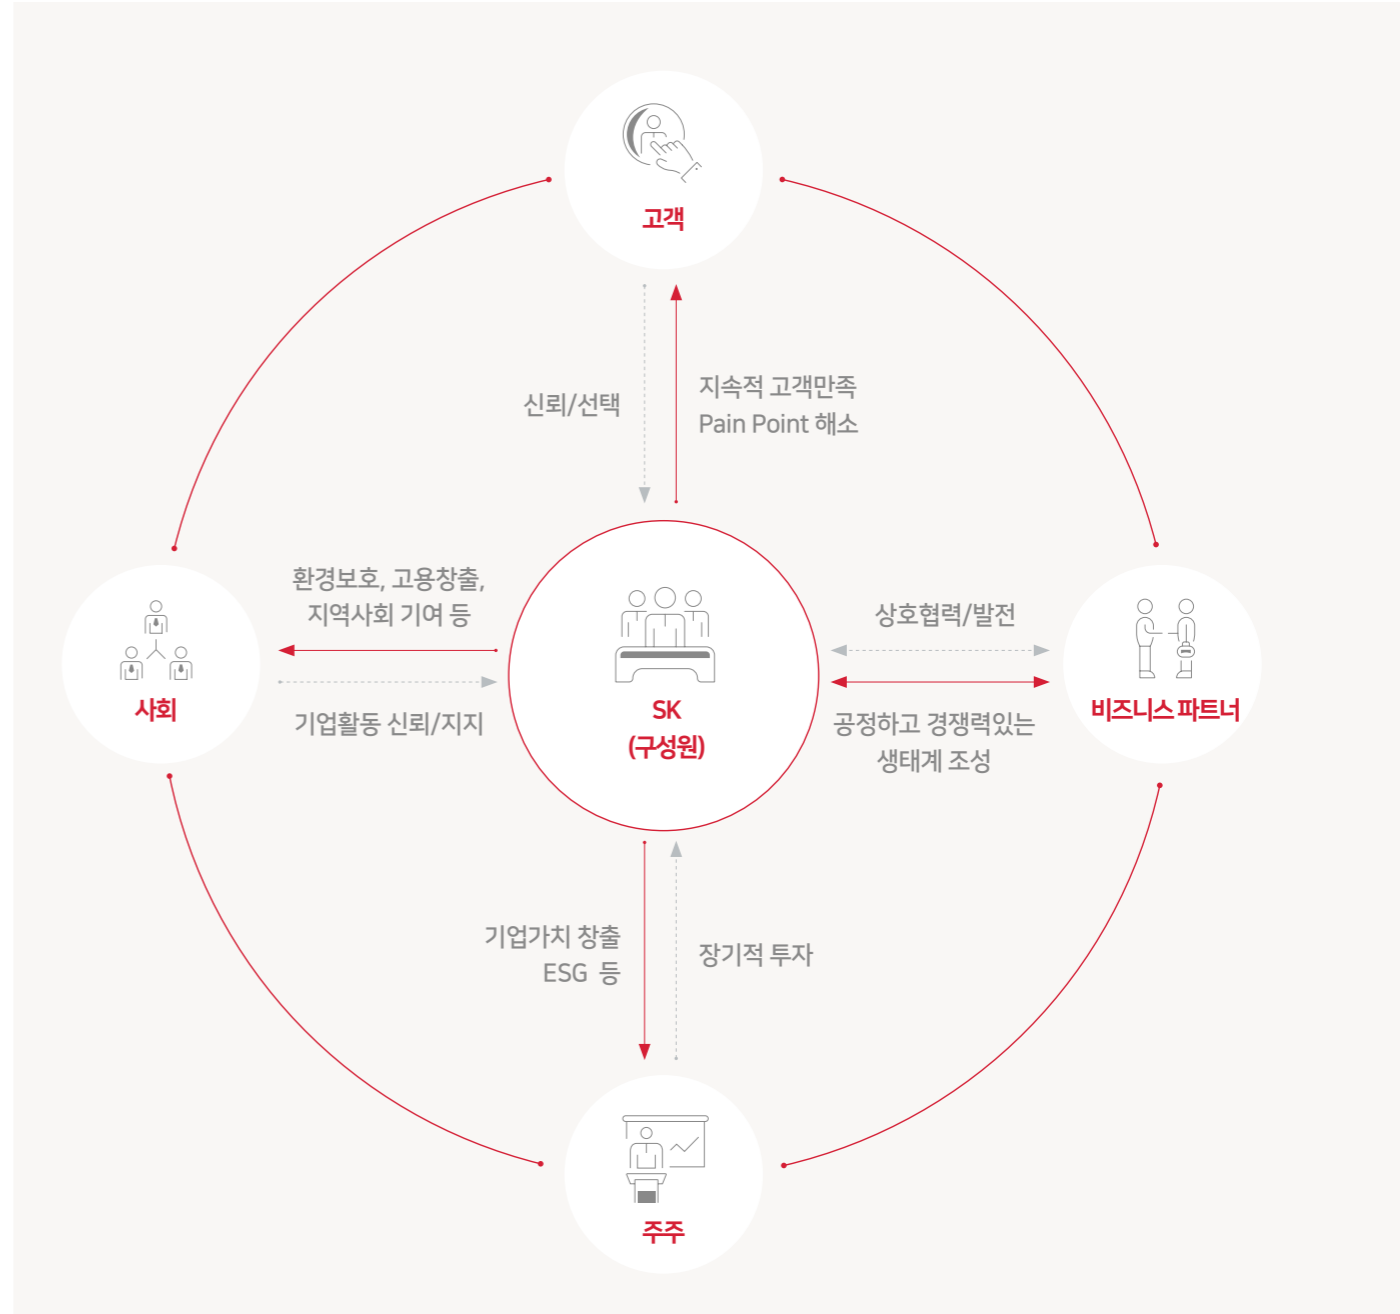 고객
신뢰/선택
지속적 고객만족
Pain Point 해소
환경보호, 고용창출,
지역사회 기여 등
기업활동 신뢰/지지
사회
SK
(구성원)
상호협력/발전
공정하고 경쟁력있는
생태계 조성
비즈니스 파트너
기업가치 창출
ESG 등
장기적 투자
주주